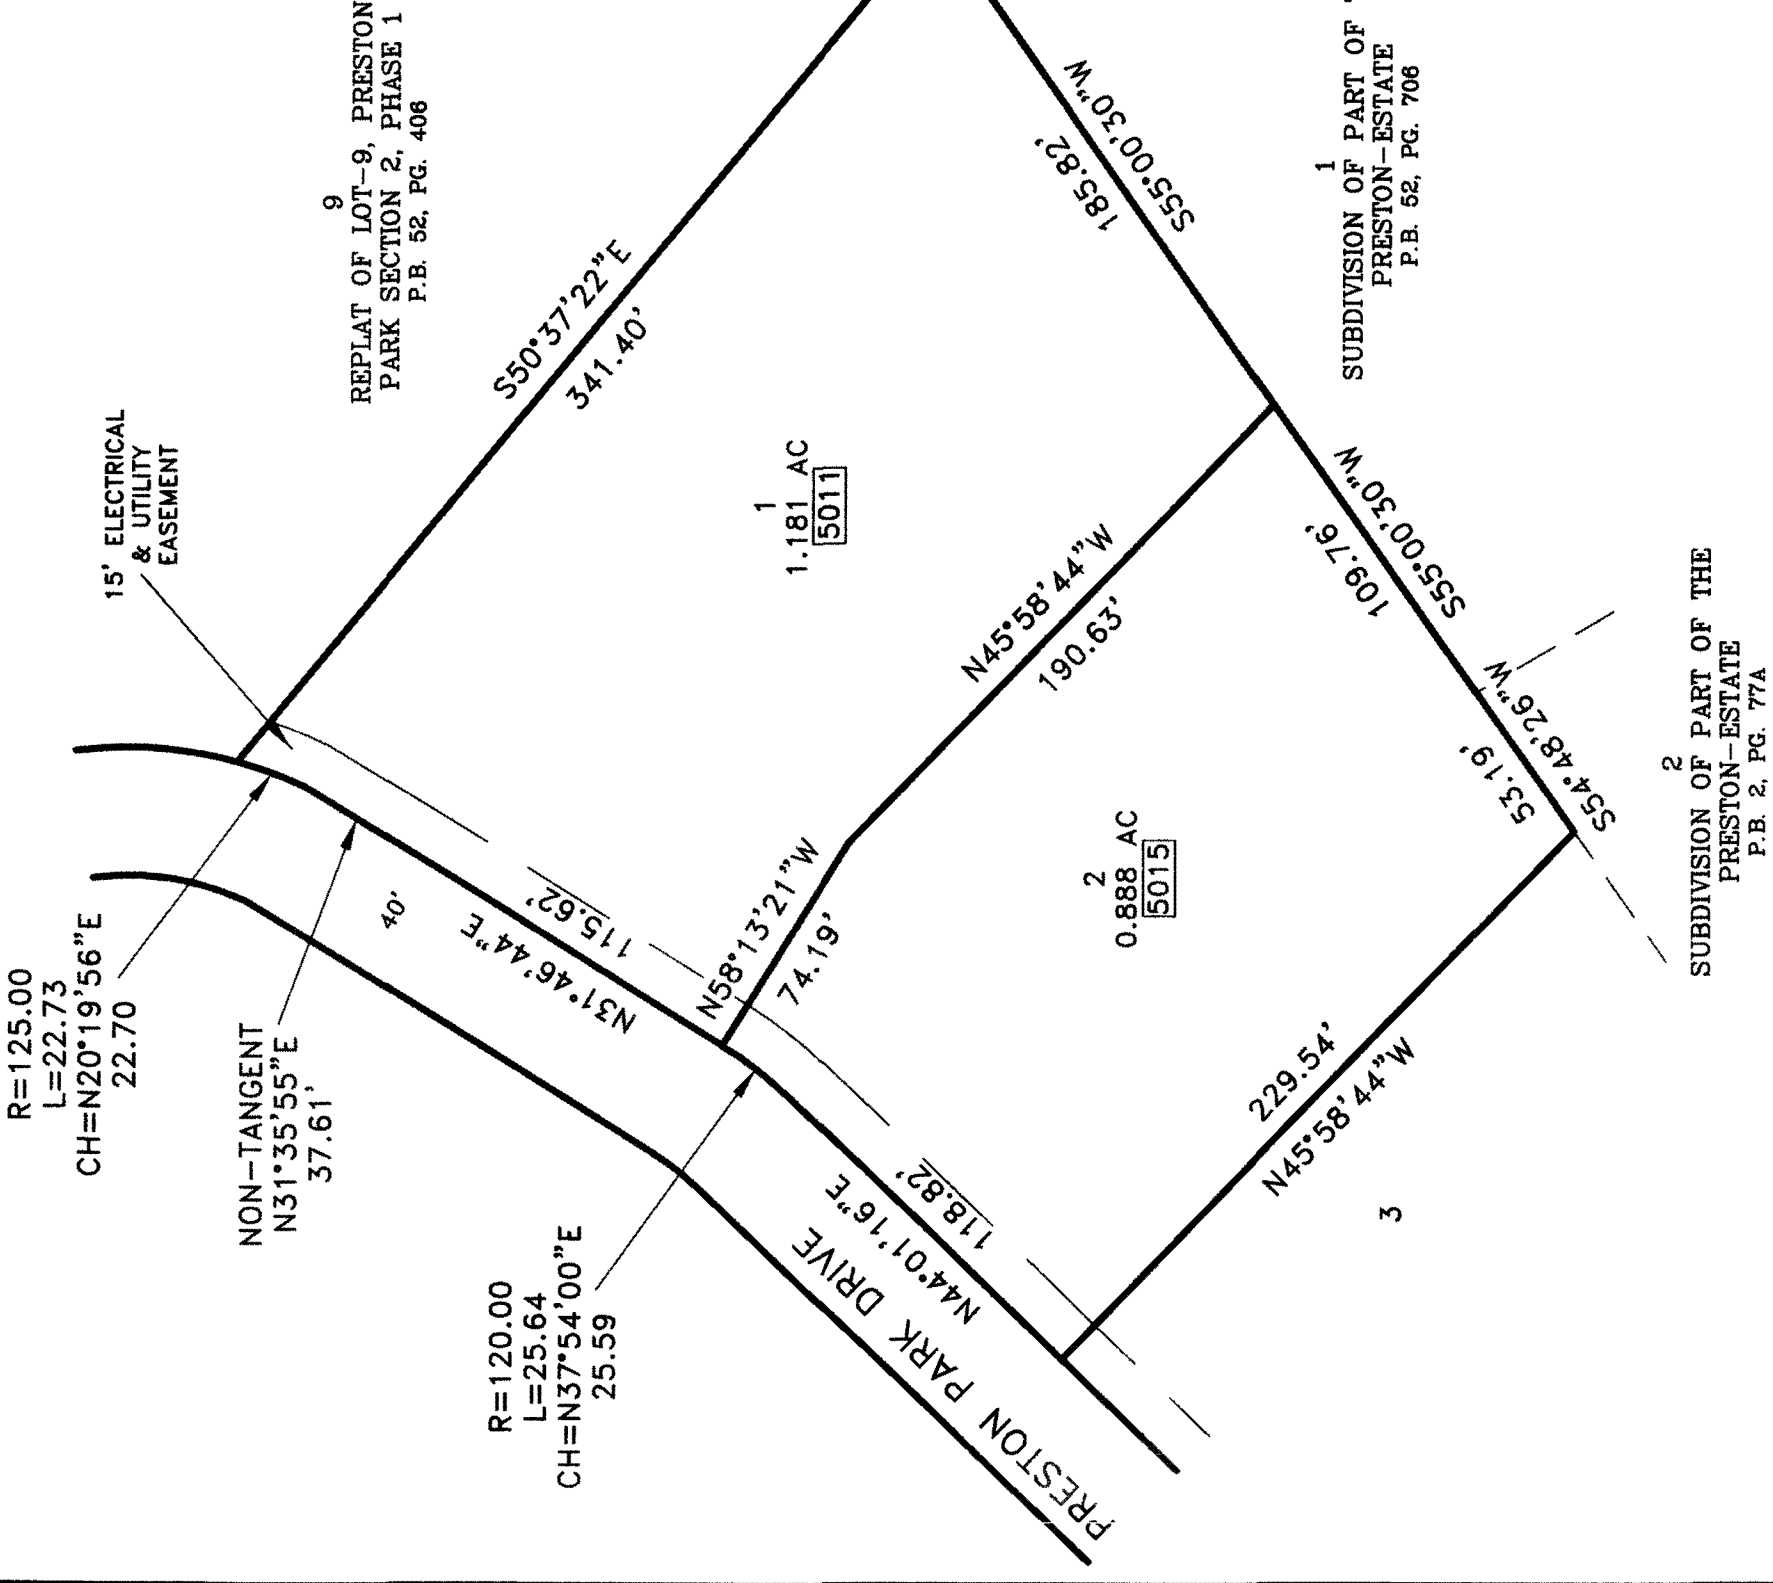 9
REPLAT OF LOT-9, PRESTON
PARK SECTION 2, PHASE 1
P.B. 52, PG. 406
15' ELECTRICAL
& UTILITY
EASEMENT
S50°37'22"E
341.40'
185.82'
S55°00'30"W
1
SUBDIVISION OF PART OF
PRESTON-ESTATE
P.B. 52, PG. 706
1
1.181 AC
5011
N45°58'44"W
190.63'
109.76'
S55°00'30"W
R=125.00
L=22.73
CH=N20°19'56"E
22.70
NON-TANGENT
N31°35'55"E
37.61'
40'
115.62'
N31°46'44"E
N58°13'21"W
74.19'
2
0.888 AC
5015
53.19'
S54°48'26"W
2
SUBDIVISION OF PART OF THE
PRESTON-ESTATE
P.B. 2, PG. 77A
R=120.00
L=25.64
CH=N37°54'00"E
25.59
118.82'
N44°01'16"E
PRESTON PARK DRIVE
229.54'
N45°58'44"W
3